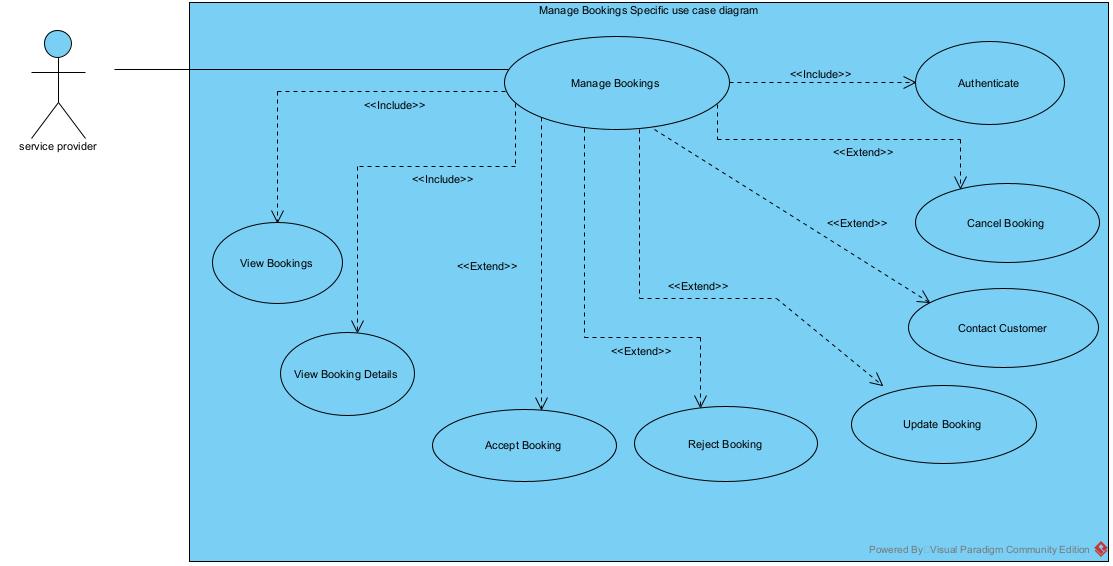 Manage Bookings Specific use case diagram
service provider
Manage Bookings
<<Include>>
Authenticate
<<Include>>
<<Extend>>
<<Include>>
Cancel Booking
<<Extend>>
View Bookings
<<Extend>>
<<Extend>>
Contact Customer
<<Extend>>
View Booking Details
Update Booking
Accept Booking
Reject Booking
Powered By Visual Paradigm Community Edition